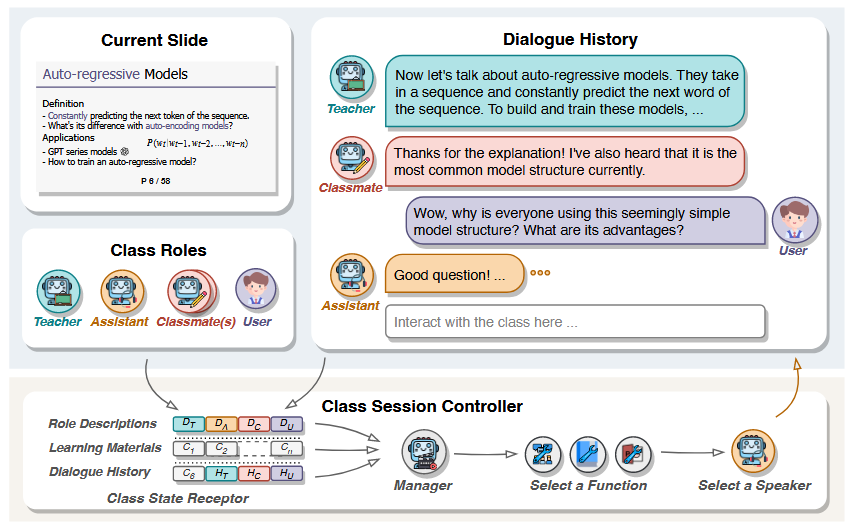 Current Slide
Auto-regressive Models
Definition
- Constantly predicting the next token of the sequence.
- What's its difference with auto-encoding models?
Applications
P(wₜ|wₜ₋₁, wₜ₋₂, ..., wₜ₋ₙ)
- GPT series models
- How to train an auto-regressive model?
P 6 / 58
Class Roles
Teacher
Assistant
Classmate(s)
User
Dialogue History
Now let's talk about auto-regressive models. They take
in a sequence and constantly predict the next word of
the sequence. To build and train these models, ...
Teacher
Thanks for the explanation! I've also heard that it is the
most common model structure currently.
Classmate
Wow, why is everyone using this seemingly simple
model structure? What are its advantages?
User
Good question! ...
Assistant
Interact with the class here ...
Class Session Controller
Role Descriptions
D_T D_A D_C D_U
Learning Materials
C_1 C_2 C_n
Dialogue History
C_6 H_T H_C H_U
Class State Receptor
Manager
Select a Function
Select a Speaker